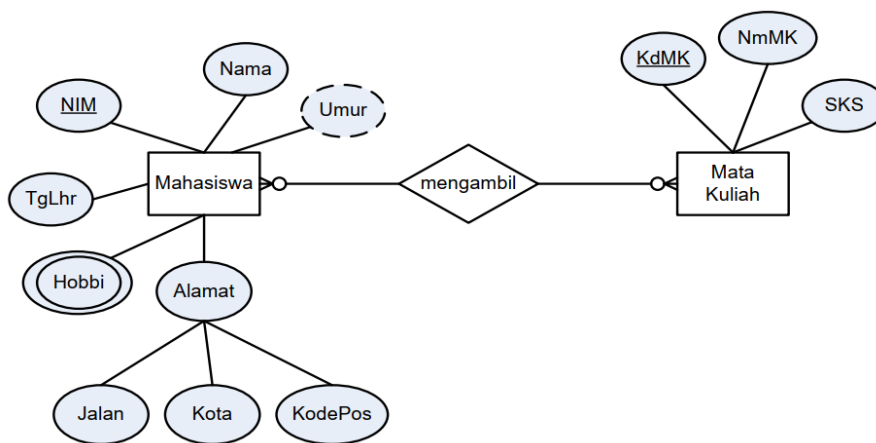 NmMK
KdMK
Nama
NIM
Umur
SKS
Mahasiswa
mengambil
Mata
Kuliah
TgLhr
Hobbi
Alamat
Jalan
Kota
KodePos